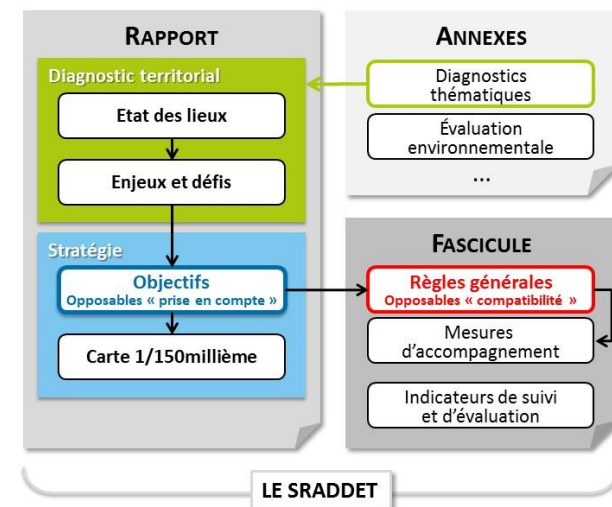 RAPPORT
Diagnostic territorial
Etat des lieux
Enjeux et défis
Stratégie
Objectifs
Opposables « prise en compte »
Carte 1/150millième
ANNEXES
Diagnostics
thématiques
Évaluation
environnementale
...
FASCICULE
Règles générales
Opposables « compatibilité »
Mesures
d'accompagnement
Indicateurs de suivi
et d'évaluation
LE SRADDET